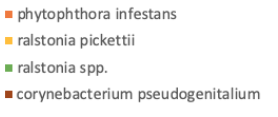 phytophthora infestans
ralstonia pickettii
ralstonia spp.
corynebacterium pseudogenitalium